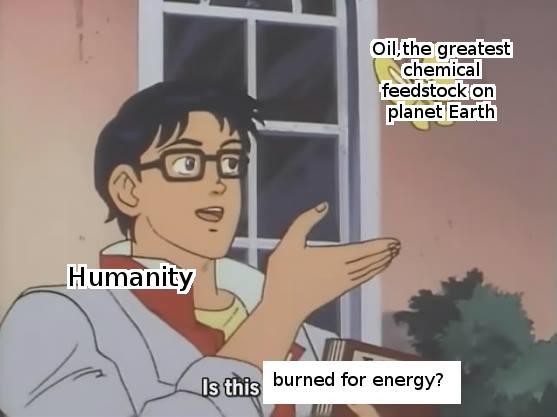 Oil,the greatest
chemical
feedstock on
planet Earth
Humanity
Is this burned for energy?